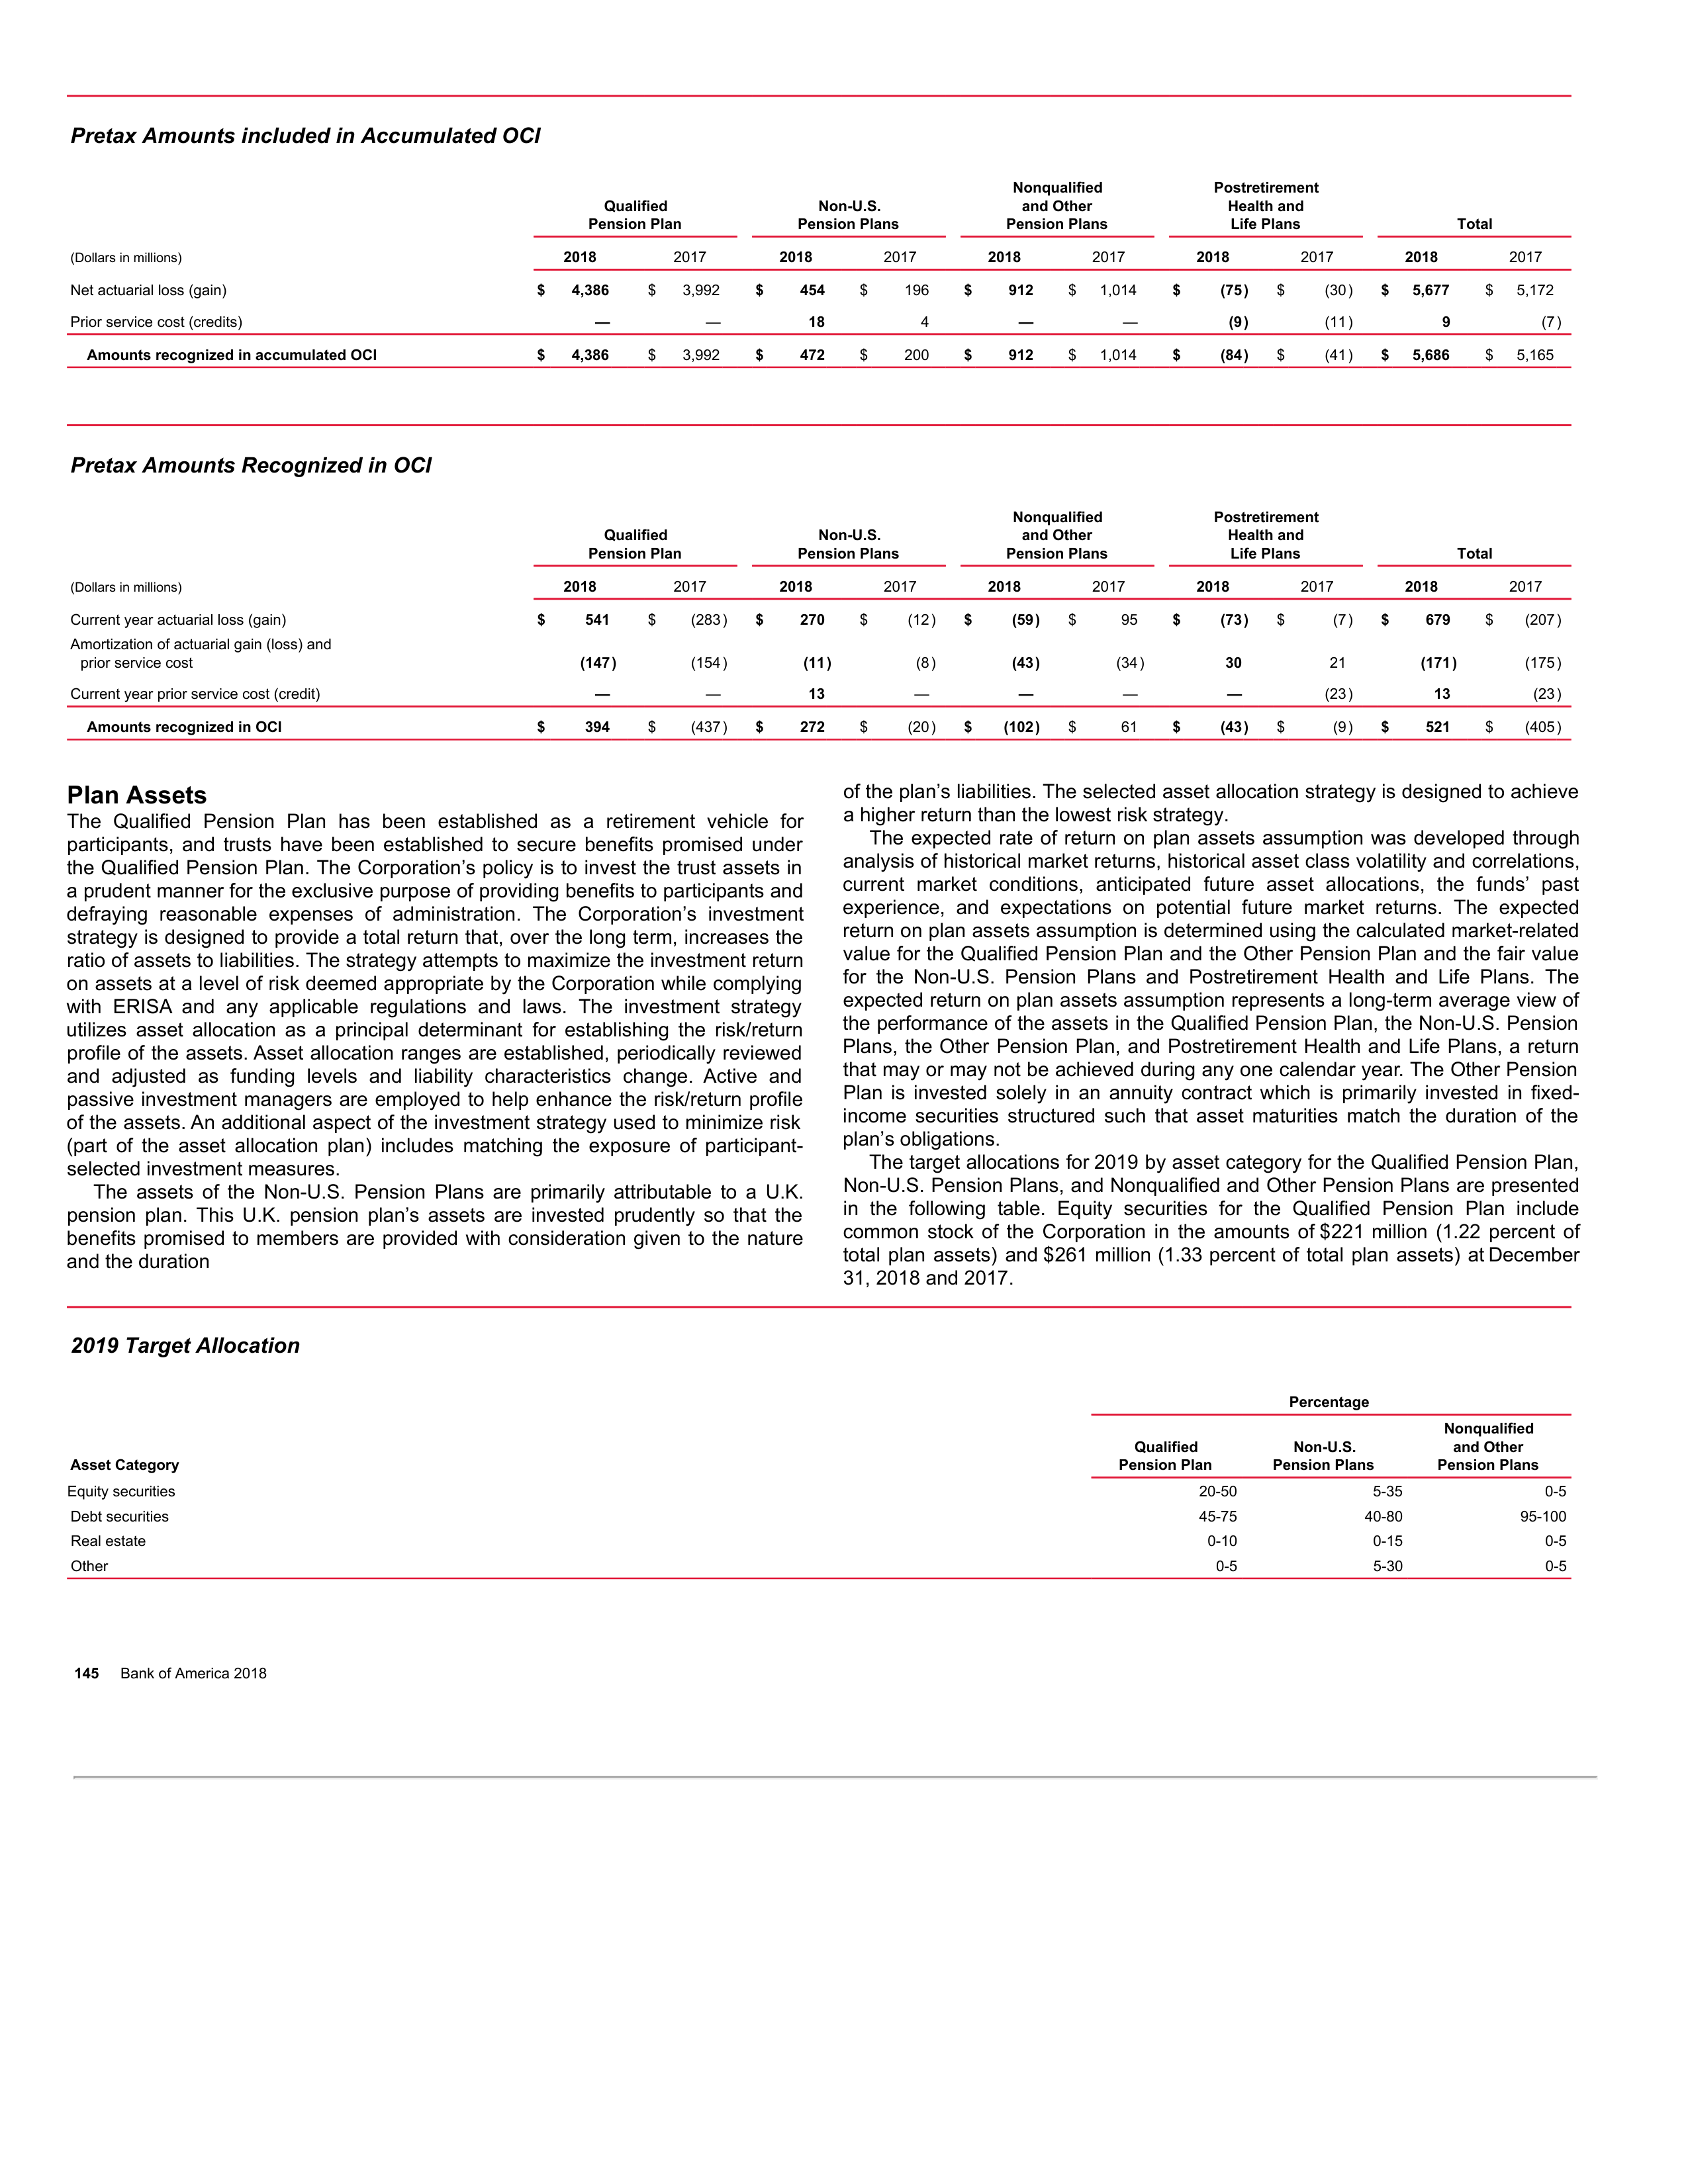 Pretax Amounts included in Accumulated OCI
Qualified
Pension Plan
Non-U.S.
Pension Plans
Nonqualified
and Other
Pension Plans
Postretirement
Health and
Life Plans
Total
(Dollars in millions) 2018 2017 2018 2017 2018 2017 2018 2017 2018 2017
Net actuarial loss (gain) $ 4,386 $ 3,992 $ 454 $ 196 $ 912 $ 1,014 $ (75) $ (30) $ 5,677 $ 5,172
Prior service cost (credits) — — 18 4 — — (9) (11) 9 (7)
Amounts recognized in accumulated OCI $ 4,386 $ 3,992 $ 472 $ 200 $ 912 $ 1,014 $ (84) $ (41) $ 5,686 $ 5,165
Pretax Amounts Recognized in OCI
Qualified
Pension Plan
Non-U.S.
Pension Plans
Nonqualified
and Other
Pension Plans
Postretirement
Health and
Life Plans
Total
(Dollars in millions) 2018 2017 2018 2017 2018 2017 2018 2017 2018 2017
Current year actuarial loss (gain) $ 541 $ (283) $ 270 $ (12) $ (59) $ 95 $ (73) $ (7) $ 679 $ (207)
Amortization of actuarial gain (loss) and
prior service cost (147) (154) (11) (8) (43) (34) 30 21 (171) (175)
Current year prior service cost (credit) — — 13 — — — — (23) 13 (23)
Amounts recognized in OCI $ 394 $ (437) $ 272 $ (20) $ (102) $ 61 $ (43) $ (9) $ 521 $ (405)
Plan Assets
The Qualified Pension Plan has been established as a retirement vehicle for
participants, and trusts have been established to secure benefits promised under
the Qualified Pension Plan. The Corporation's policy is to invest the trust assets in
a prudent manner for the exclusive purpose of providing benefits to participants and
defraying reasonable expenses of administration. The Corporation's investment
strategy is designed to provide a total return that, over the long term, increases the
ratio of assets to liabilities. The strategy attempts to maximize the investment return
on assets at a level of risk deemed appropriate by the Corporation while complying
with ERISA and any applicable regulations and laws. The investment strategy
utilizes asset allocation as a principal determinant for establishing the risk/return
profile of the assets. Asset allocation ranges are established, periodically reviewed
and adjusted as funding levels and liability characteristics change. Active and
passive investment managers are employed to help enhance the risk/return profile
of the assets. An additional aspect of the investment strategy used to minimize risk
(part of the asset allocation plan) includes matching the exposure of participant-
selected investment measures.
The assets of the Non-U.S. Pension Plans are primarily attributable to a U.K.
pension plan. This U.K. pension plan's assets are invested prudently so that the
benefits promised to members are provided with consideration given to the nature
and the duration
of the plan's liabilities. The selected asset allocation strategy is designed to achieve
a higher return than the lowest risk strategy.
The expected rate of return on plan assets assumption was developed through
analysis of historical market returns, historical asset class volatility and correlations,
current market conditions, anticipated future asset allocations, the funds' past
experience, and expectations on potential future market returns. The expected
return on plan assets assumption is determined using the calculated market-related
value for the Qualified Pension Plan and the Other Pension Plan and the fair value
for the Non-U.S. Pension Plans and Postretirement Health and Life Plans. The
expected return on plan assets assumption represents a long-term average view of
the performance of the assets in the Qualified Pension Plan, the Non-U.S. Pension
Plans, the Other Pension Plan, and Postretirement Health and Life Plans, a return
that may or may not be achieved during any one calendar year. The Other Pension
Plan is invested solely in an annuity contract which is primarily invested in fixed-
income securities structured such that asset maturities match the duration of the
plan's obligations.
The target allocations for 2019 by asset category for the Qualified Pension Plan,
Non-U.S. Pension Plans, and Nonqualified and Other Pension Plans are presented
in the following table. Equity securities for the Qualified Pension Plan include
common stock of the Corporation in the amounts of $221 million (1.22 percent of
total plan assets) and $261 million (1.33 percent of total plan assets) at December
31, 2018 and 2017.
2019 Target Allocation
Percentage
Asset Category
Qualified
Pension Plan
Non-U.S.
Pension Plans
Nonqualified
and Other
Pension Plans
Equity securities 20-50 5-35 0-5
Debt securities 45-75 40-80 95-100
Real estate 0-10 0-15 0-5
Other 0-5 5-30 0-5
145 Bank of America 2018